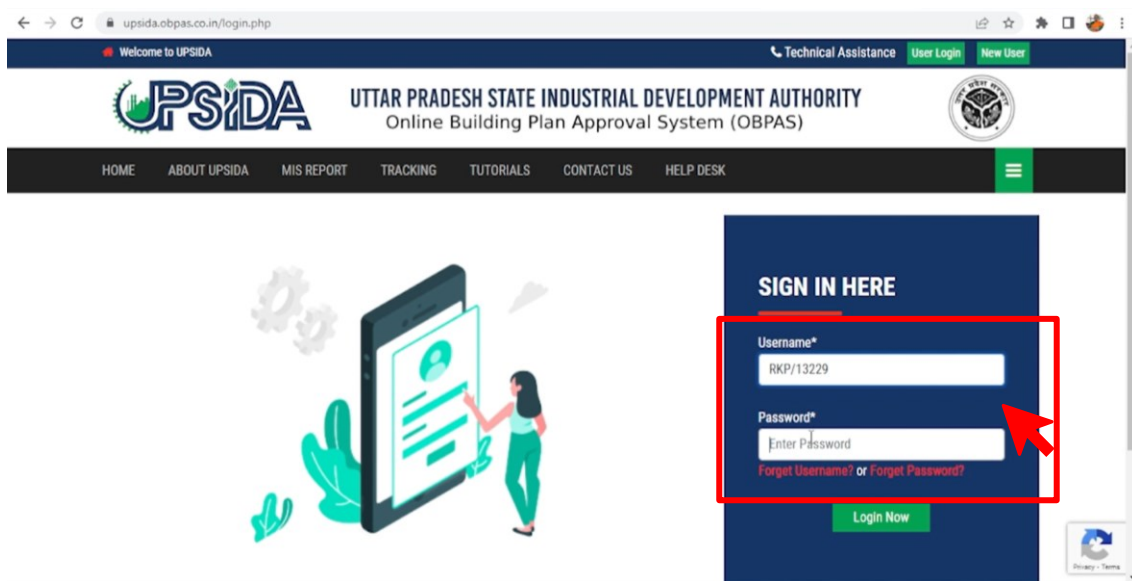 upsida.obpas.co.in/login.php
Welcome to UPSIDA
Technical Assistance
User Login
New User
UPSIDA
UTTAR PRADESH STATE INDUSTRIAL DEVELOPMENT AUTHORITY
Online Building Plan Approval System (OBPAS)
HOME ABOUT UPSIDA MIS REPORT TRACKING TUTORIALS CONTACT US HELP DESK
SIGN IN HERE
Username*
RKP/13229
Password*
Enter Password
Forget Username? or Forget Password?
Login Now
Privacy - Terms